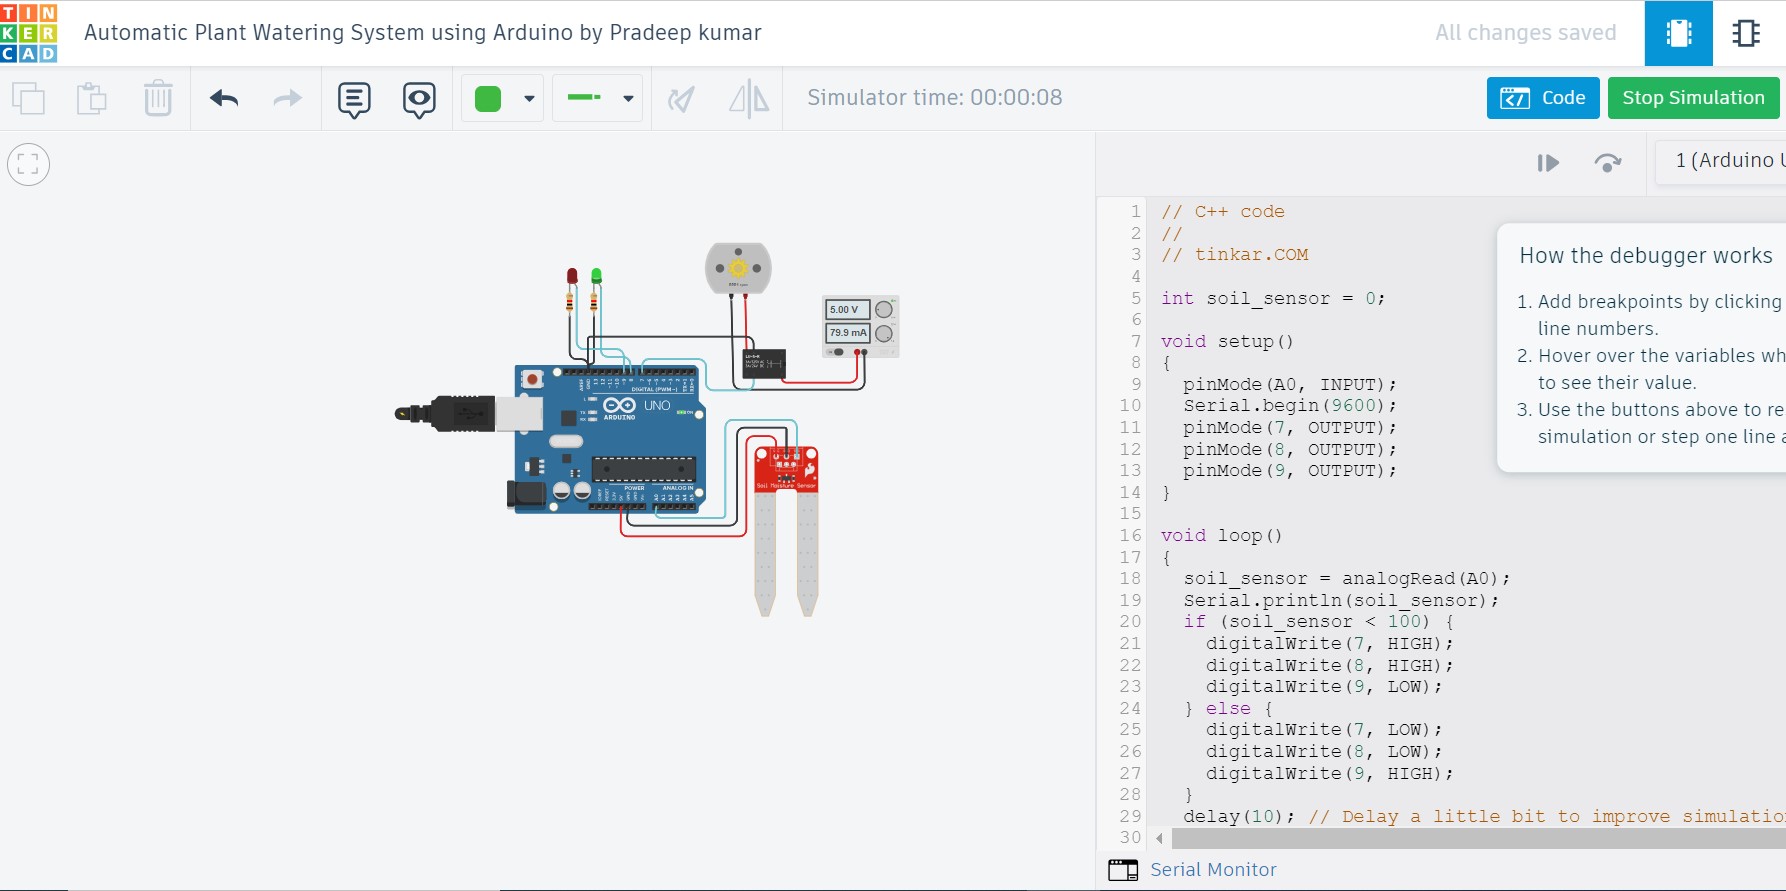 TIN
KER
CAD
Automatic Plant Watering System using Arduino by Pradeep kumar
All changes saved
Simulator time: 00:00:08
Code
Stop Simulation
1 (Arduino U
5.00 V
79.9 mA
DIGITAL (PWM~)
UNO
ARDUINO
POWER
ANALOG IN
Soil Moisture Sensor
1 // C++ code
2 //
3 // tinkar.COM
4
5 int soil_sensor = 0;
6
7 void setup()
8 {
9 pinMode(A0, INPUT);
10 Serial.begin(9600);
11 pinMode(7, OUTPUT);
12 pinMode(8, OUTPUT);
13 pinMode(9, OUTPUT);
14 }
15
16 void loop()
17 {
18 soil_sensor = analogRead(A0);
19 Serial.println(soil_sensor);
20 if (soil_sensor < 100) {
21 digitalWrite(7, HIGH);
22 digitalWrite(8, HIGH);
23 digitalWrite(9, LOW);
24 } else {
25 digitalWrite(7, LOW);
26 digitalWrite(8, LOW);
27 digitalWrite(9, HIGH);
28 }
29 delay(10); // Delay a little bit to improve simulatio
30
How the debugger works
1. Add breakpoints by clicking
line numbers.
2. Hover over the variables wh
to see their value.
3. Use the buttons above to re
simulation or step one line a
Serial Monitor